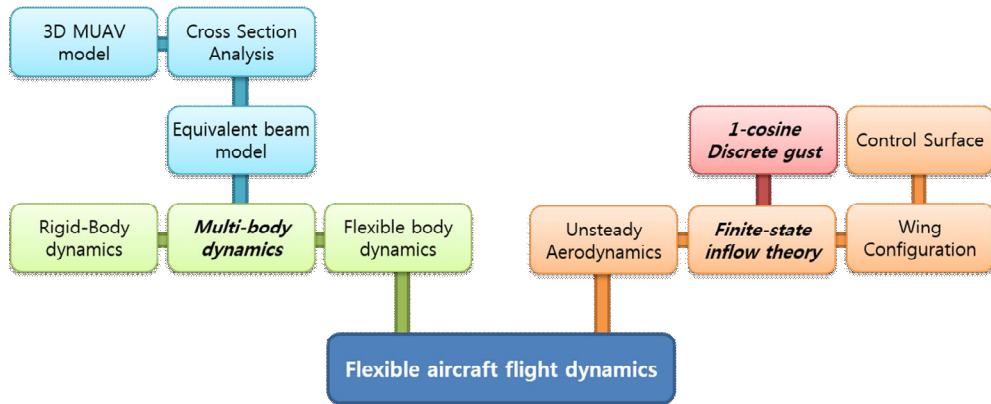 3D MUAV
model
Cross Section
Analysis
Equivalent beam
model
1-cosine
Discrete gust
Control Surface
Rigid-Body
dynamics
Multi-body
dynamics
Flexible body
dynamics
Unsteady
Aerodynamics
Finite-state
inflow theory
Wing
Configuration
Flexible aircraft flight dynamics